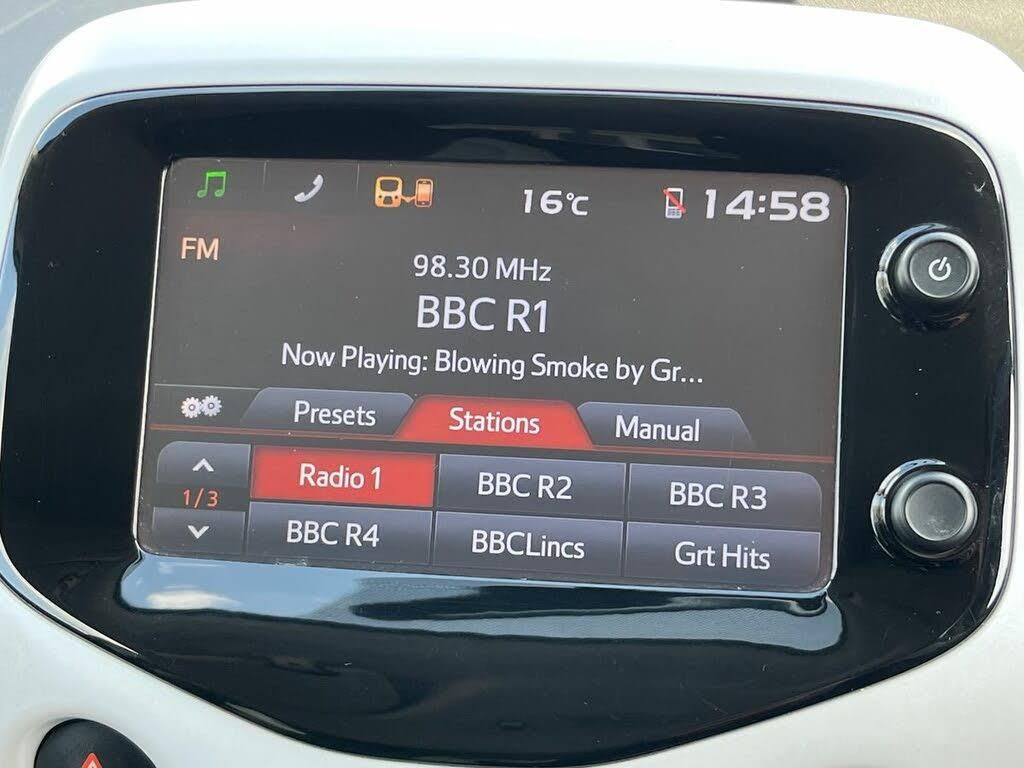 16°C 14:58
FM
98.30 MHz
BBC R1
Now Playing: Blowing Smoke by Gr...
Presets Stations Manual
Radio 1 BBC R2 BBC R3
1/3
BBC R4 BBCLincs Grt Hits